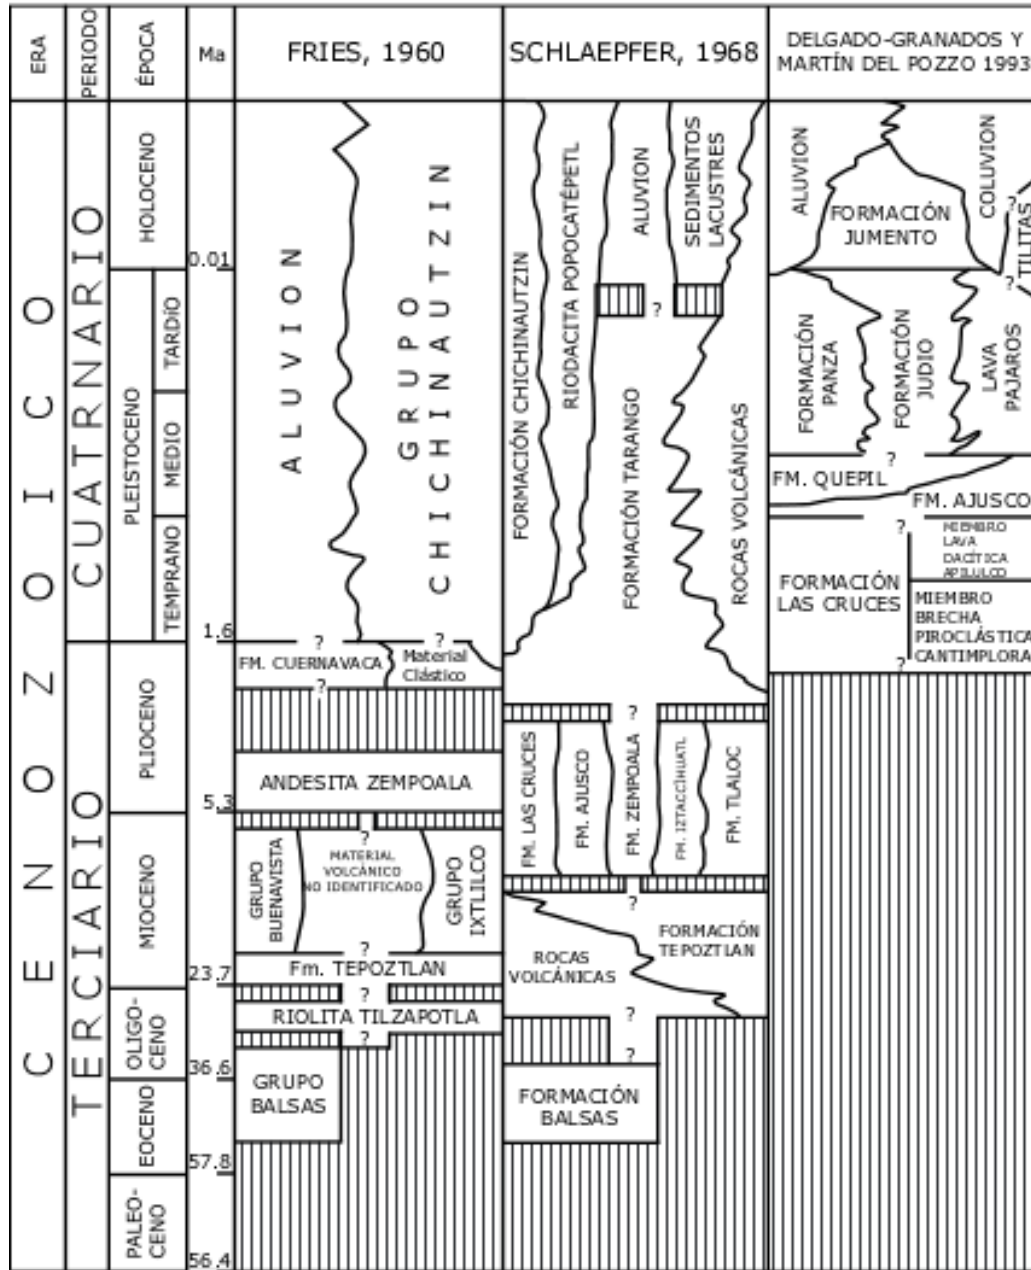 ERA
PERIODO
ÉPOCA
Ma
FRIES, 1960
SCHLAEPFER, 1968
DELGADO-GRANADOS Y
MARTÍN DEL POZZO 1993
CENOZOICO
CUATRNARIO
TERCIARIO
HOLOCENO
PLEISTOCENO
TARDÍO
MEDIO
TEMPRANO
PLIOCENO
MIOCENO
OLIGO-
CENO
EOCENO
PALEO-
CENO
0.01
1.6
5.3
23.7
36.6
57.8
56.4
ALUVION
GRUPO
CHICHINAUTZIN
?
?
FM. CUERNAVACA
Material
Clástico
?
ANDESITA ZEMPOALA
?
GRUPO
BUENAVISTA
MATERIAL
VOLCÁNICO
NO IDENTIFICADO
GRUPO
IXTLILCO
?
Fm. TEPOZTLAN
?
RIOLITA TILZAPOTLA
?
GRUPO
BALSAS
FORMACIÓN CHICHINAUTZIN
RIODACITA POPOCATÉPETL
ALUVION
SEDIMENTOS
LACUSTRES
?
FORMACIÓN TARANGO
ROCAS VOLCÁNICAS
?
FM. LAS CRUCES
FM. AJUSCO
FM. ZEMPOALA
FM. IZTACCÍHUATL
FM. TLALOC
?
ROCAS
VOLCÁNICAS
FORMACIÓN
TEPOZTLAN
?
?
FORMACIÓN
BALSAS
ALUVION
FORMACIÓN
JUMENTO
COLUVION
?
TILITAS
?
FORMACIÓN
PANZA
FORMACIÓN
JUDIO
LAVA
PAJAROS
?
FM. QUEPIL
FM. AJUSCO
?
FORMACIÓN
LAS CRUCES
MIEMBRO
LAVA
DACÍTICA
APILULCO
MIEMBRO
BRECHA
PIROCLÁSTICA
CANTIMPLORA
?